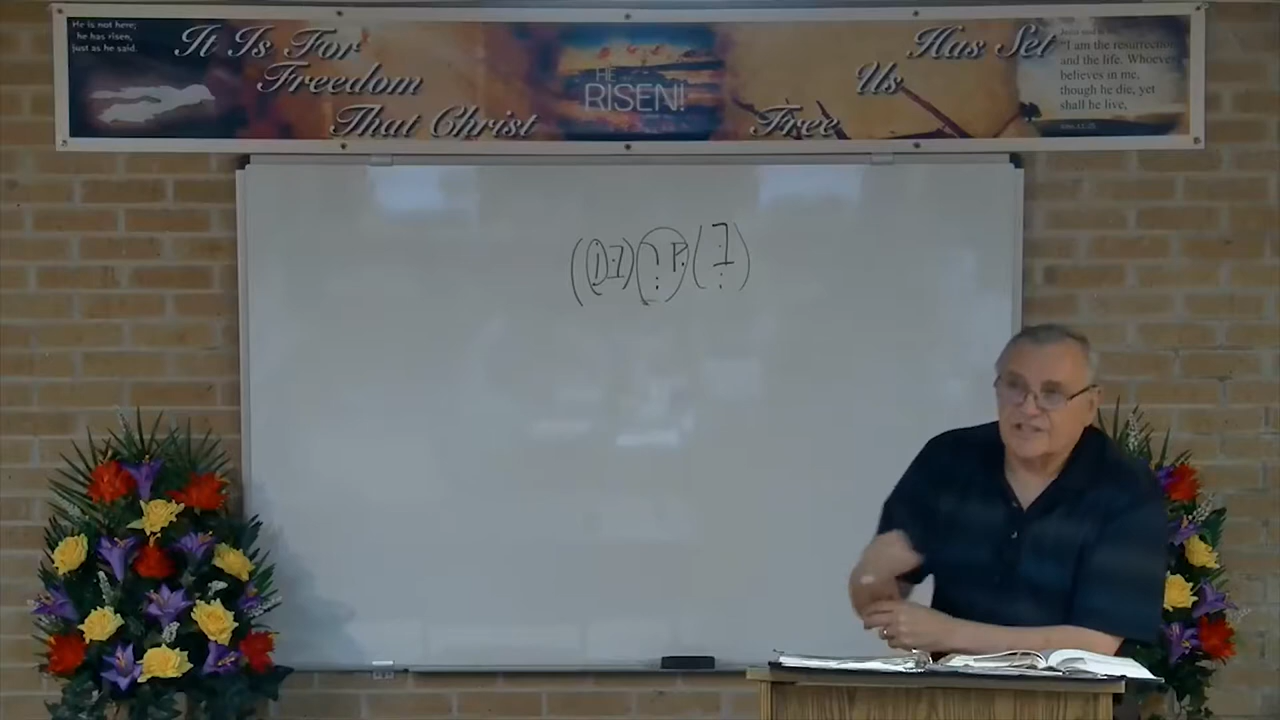 He is not here;
he has risen,
just as he said.
It Is For
Freedom
That Christ
HE
RISEN!
Has Set
Us
Free
"I am the resurrection
and the life. Whoever
believes in me,
though he die, yet
shall he live,